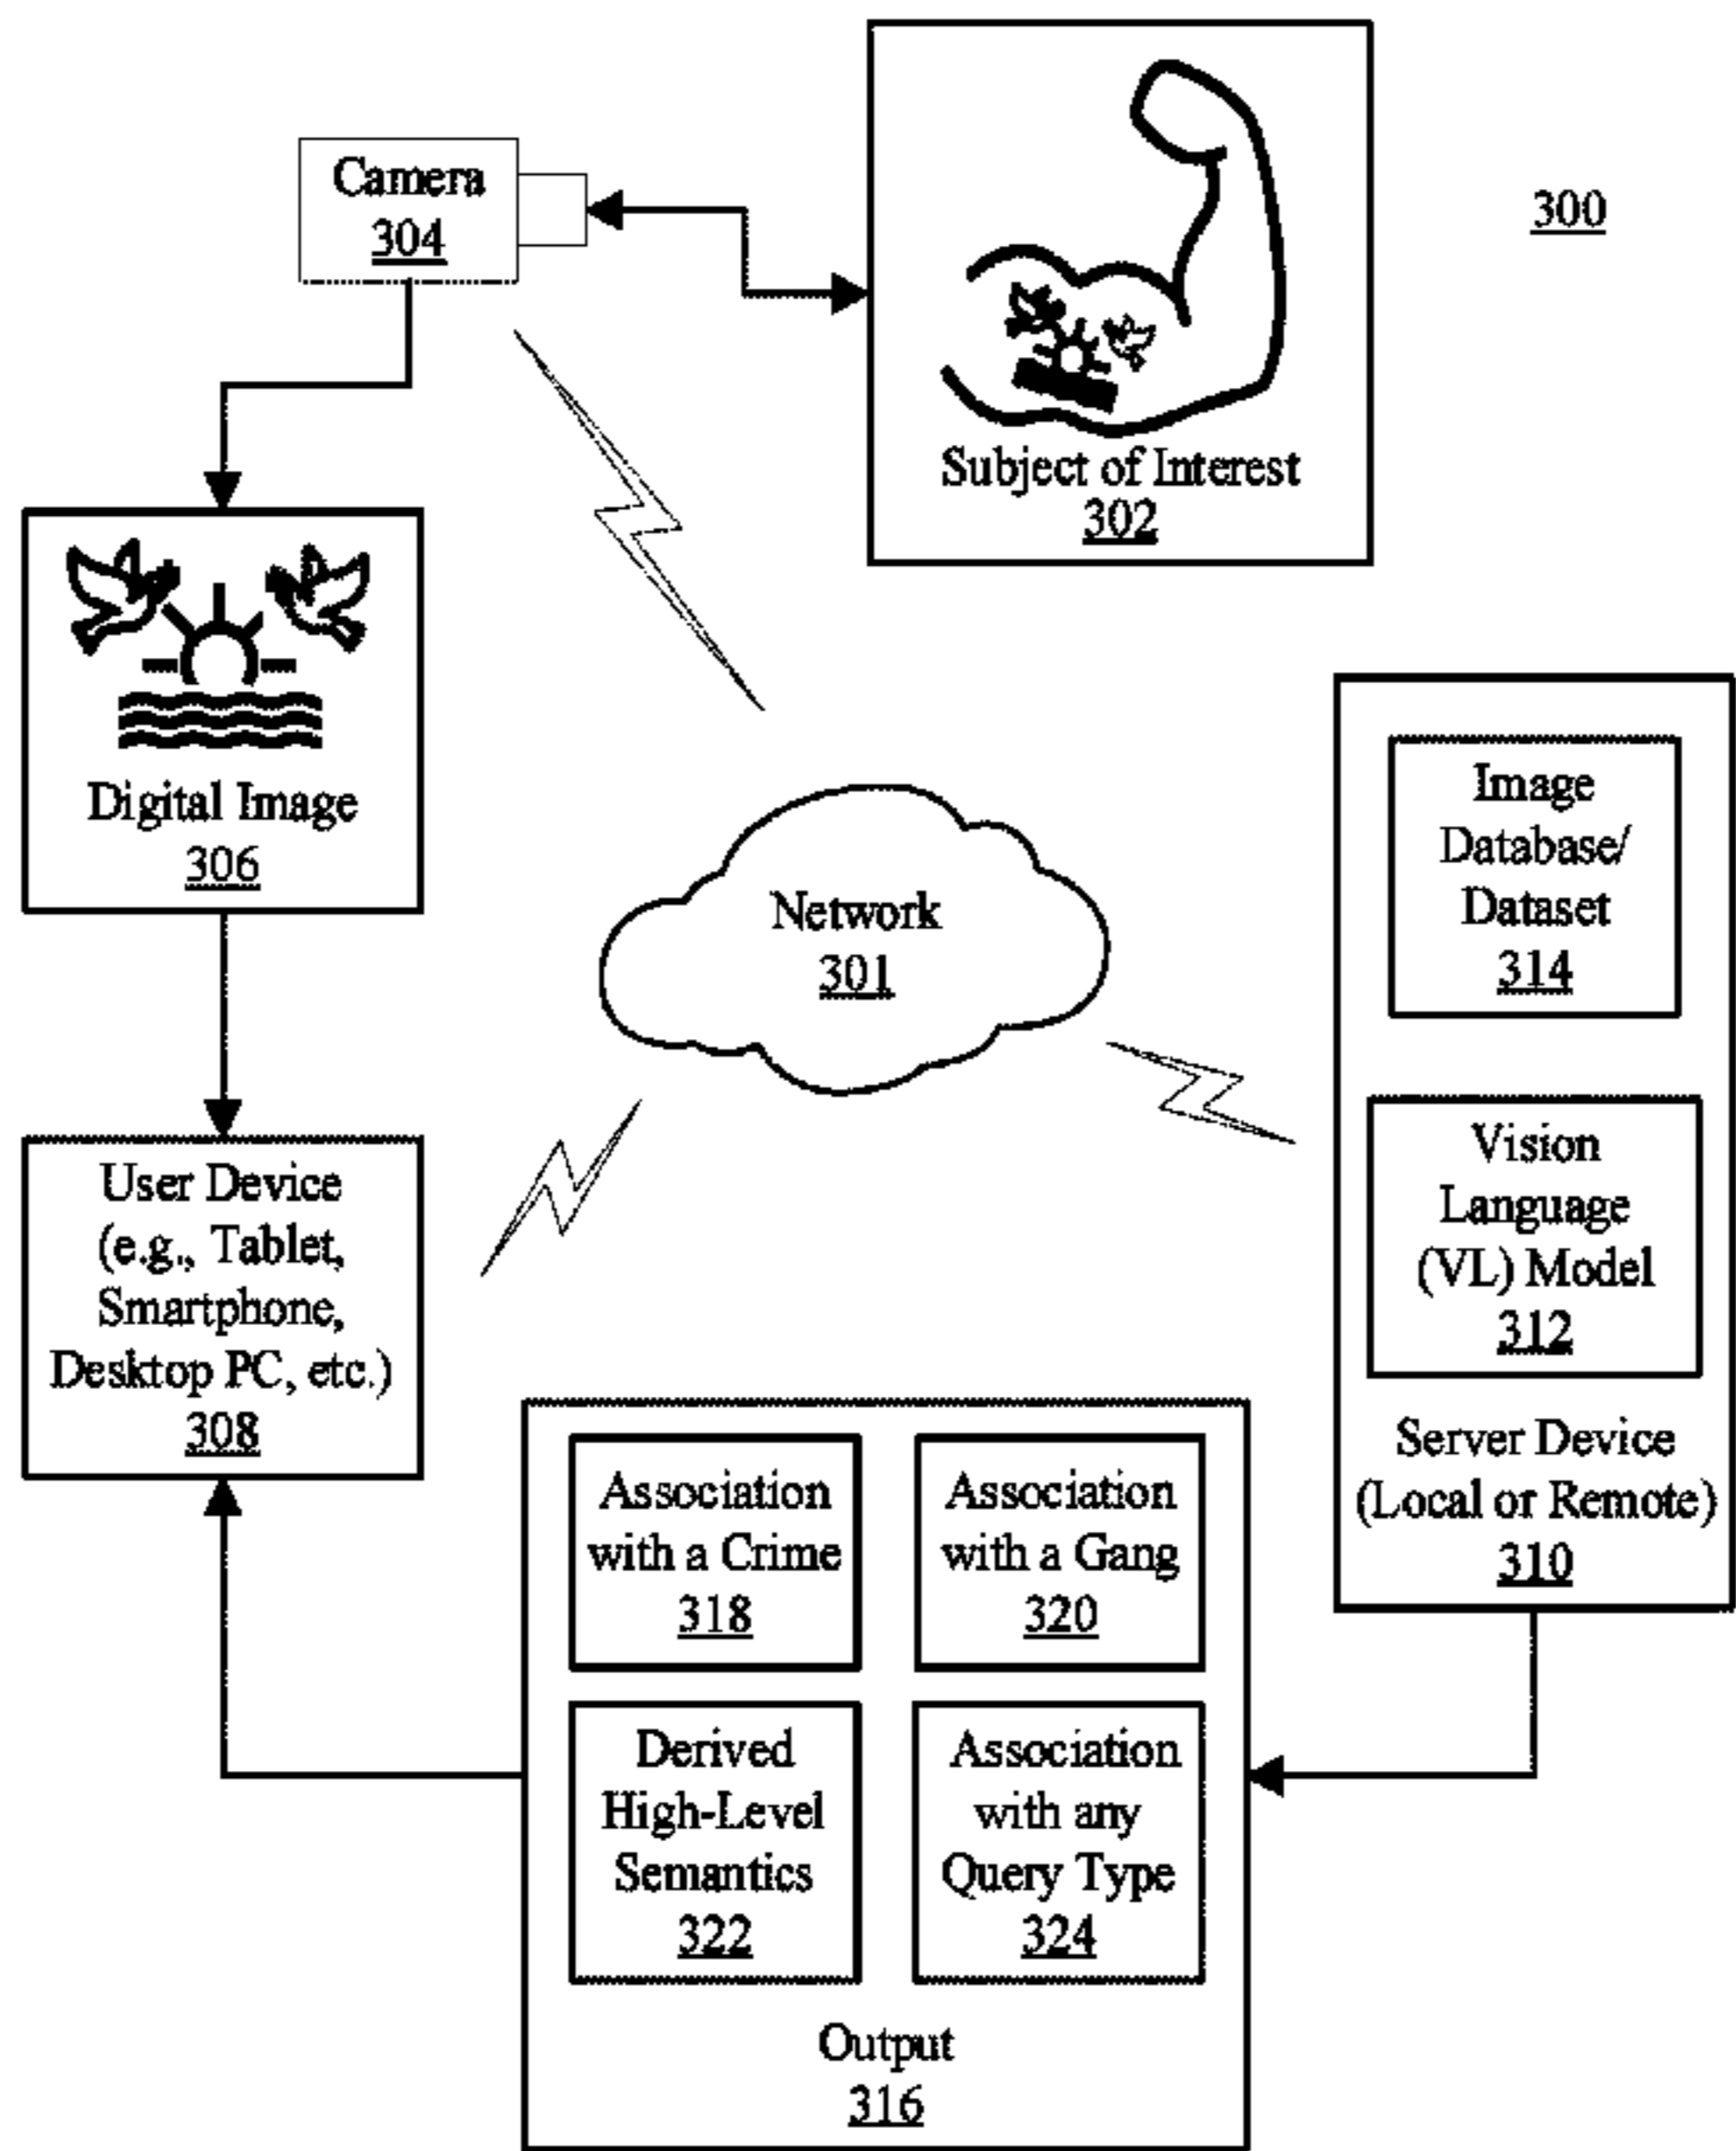 Camera
304
300
Subject of Interest
302
Digital Image
306
Network
301
Image
Database/
Dataset
314
Vision
Language
(VL) Model
312
Server Device
(Local or Remote)
310
User Device
(e.g., Tablet,
Smartphone,
Desktop PC, etc.)
308
Association
with a Crime
318
Association
with a Gang
320
Derived
High-Level
Semantics
322
Association
with any
Query Type
324
Output
316